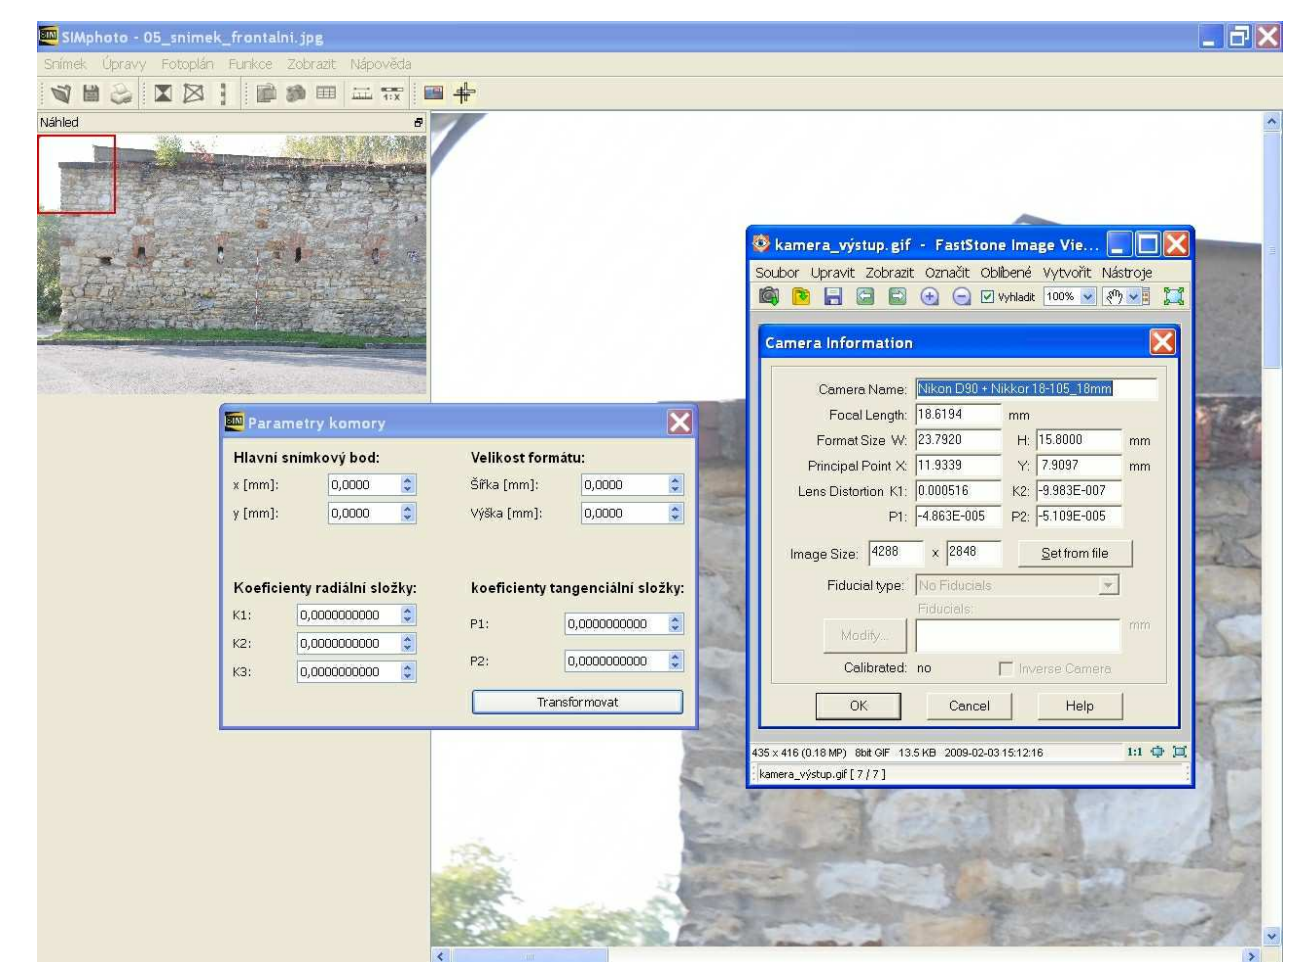 SIMphoto - 05_snimek_frontalni.jpg
Snímek Úpravy Fotoplán Funkce Zobrazit Nápověda
1:X
Náhled
kamera_výstup.gif - FastStone Image Vie...
Soubor Upravit Zobrazit Označit Oblíbené Vytvořit Nástroje
Vyhladit 100%
Camera Information
Camera Name: Nikon D90 + Nikkor 18-105_18mm
Focal Length: 18.6194 mm
Format Size W: 23.7920 H: 15.8000 mm
Principal Point X: 11.9339 Y: 7.9097 mm
Lens Distortion K1: 0.000516 K2: -9.983E-007
P1: -4.863E-005 P2: -5.109E-005
Image Size: 4288 x 2848 Set from file
Fiducial type: No Fiducials
Fiducials:
Modify... mm
Calibrated: no Inverse Camera
OK Cancel Help
435 x 416 (0.18 MP) 8bit GIF 13.5 KB 2009-02-03 15:12:16 1:1
kamera_výstup.gif [ 7 / 7 ]
SIM Parametry komory
Hlavní snímkový bod: Velikost formátu:
x [mm]: 0,0000 Šířka [mm]: 0,0000
y [mm]: 0,0000 Výška [mm]: 0,0000
Koeficienty radiální složky: koeficienty tangenciální složky:
K1: 0,0000000000
P1: 0,0000000000
K2: 0,0000000000
P2: 0,0000000000
K3: 0,0000000000
Transformovat